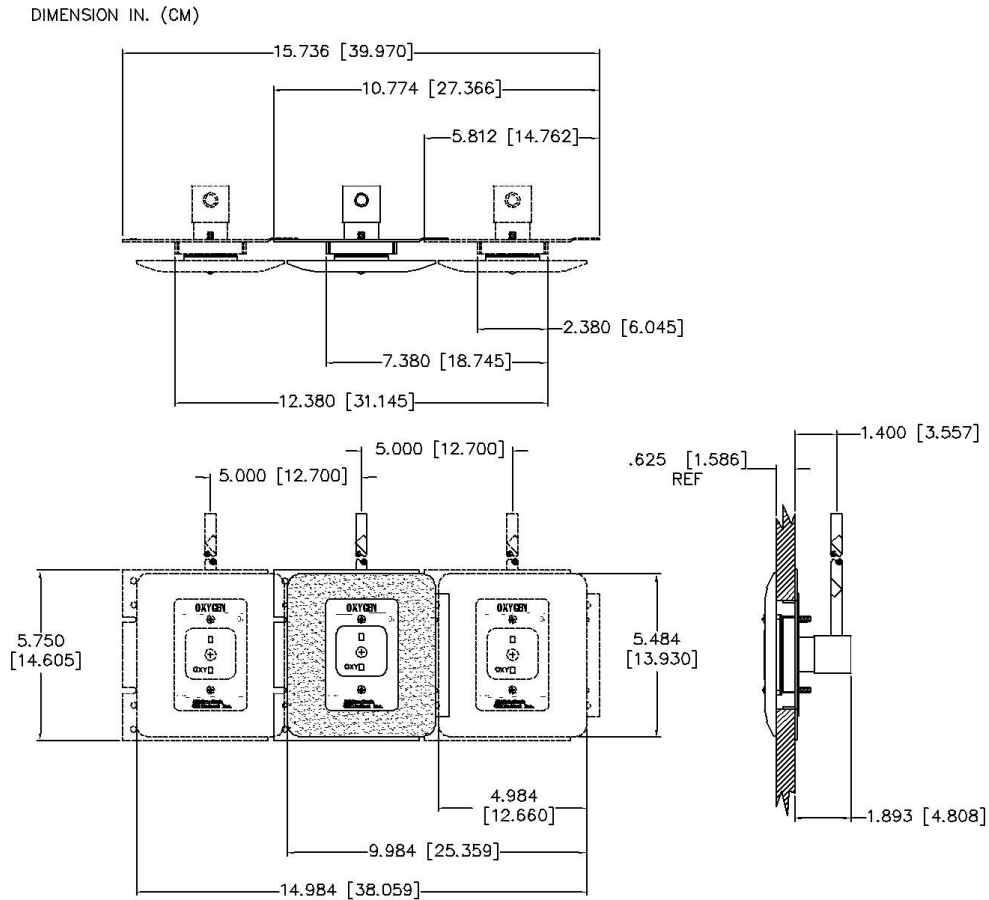 DIMENSION IN. (CM)
15.736 [39.970]
10.774 [27.366]
5.812 [14.762]
2.380 [6.045]
7.380 [18.745]
12.380 [31.145]
5.000 [12.700]
5.000 [12.700]
1.400 [3.557]
.625 [1.586]
REF
OXYGEN
OXYGEN
OXYGEN
OXY
OXY
OXY
5.750
[14.605]
5.484
[13.930]
4.984
[12.660]
1.893 [4.808]
9.984 [25.359]
14.984 [38.059]